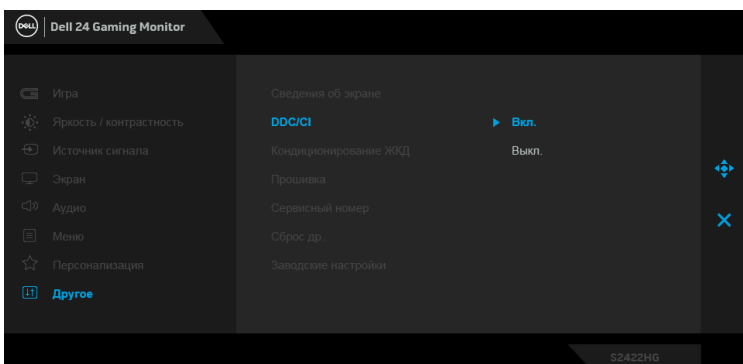 DELL
Dell 24 Gaming Monitor
Игра
Яркость / контрастность
Источник сигнала
Экран
Аудио
Меню
Персонализация
Другое
Сведения об экране
DDC/CI
Вкл.
Кондиционирование ЖКД
Выкл.
Прошивка
Сервисный номер
Сброс др.
Заводские настройки
S2422HG